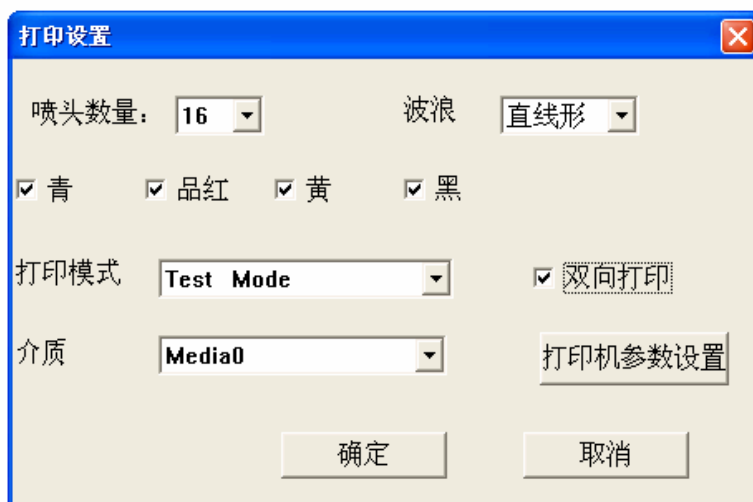 打印设置
喷头数量： 16 波浪 直线形
青 品红 黄 黑
打印模式 Test Mode 双向打印
介质 Media0 打印机参数设置
确定 取消